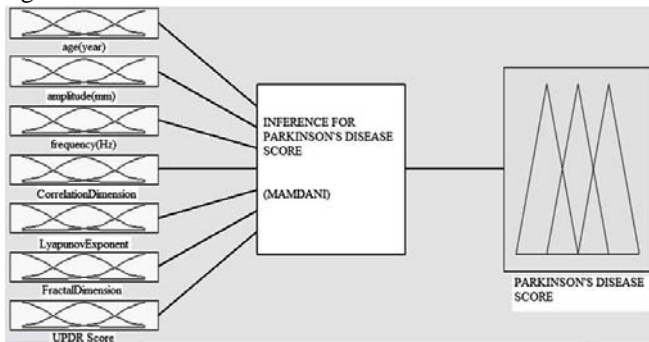 age(year)
amplitude(mm)
frequency(Hz)
CorrelationDimension
LyapunovExponent
FractalDimension
UPDR Score
INFERENCE FOR
PARKINSON'S DISEASE
SCORE
(MAMDANI)
PARKINSON'S DISEASE
SCORE